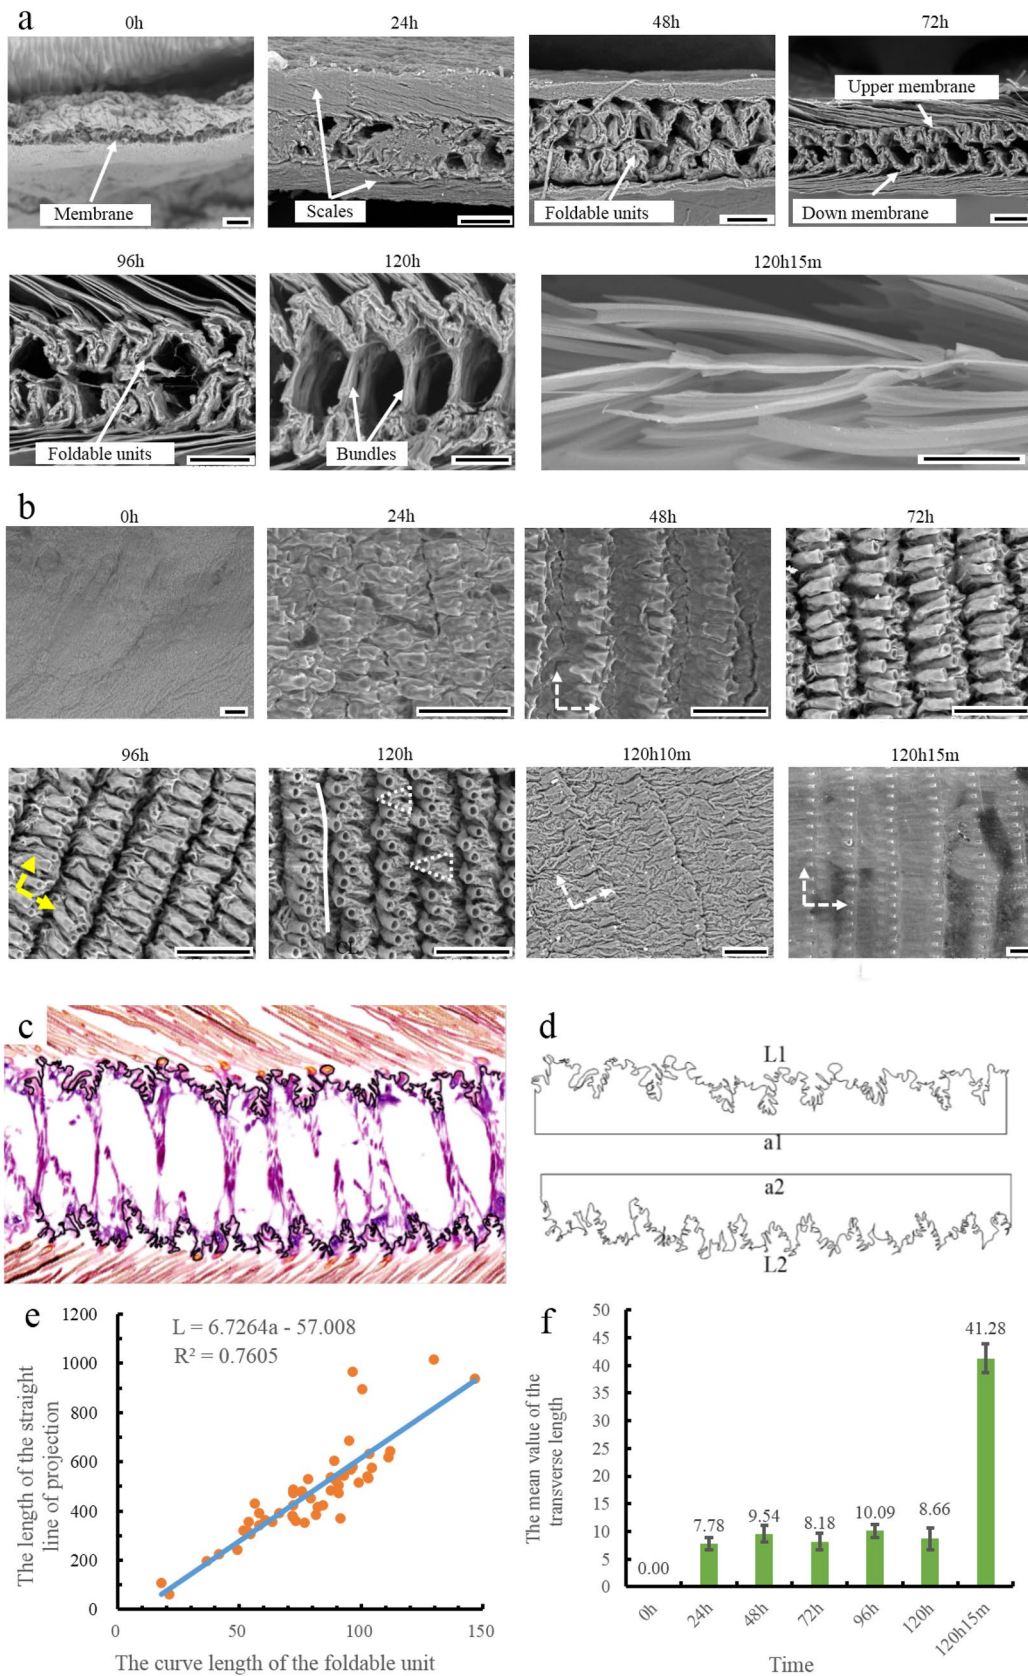 a
0h
24h
48h
72h
Membrane
Scales
Foldable units
Upper membrane
Down membrane
96h
120h
120h15m
Foldable units
Bundles
b
0h
24h
48h
72h
96h
120h
120h10m
120h15m
CL
c
d
L1
a1
a2
L2
e
L = 6.7264a - 57.008
R² = 0.7605
The length of the straight
line of projection
1200
1000
800
600
400
200
0
0
50
100
150
The curve length of the foldable unit
f
The mean value of the
transverse length
50
45
40
35
30
25
20
15
10
5
0
0.00
7.78
9.54
8.18
10.09
8.66
41.28
0h
24h
48h
72h
96h
120h
120h15m
Time